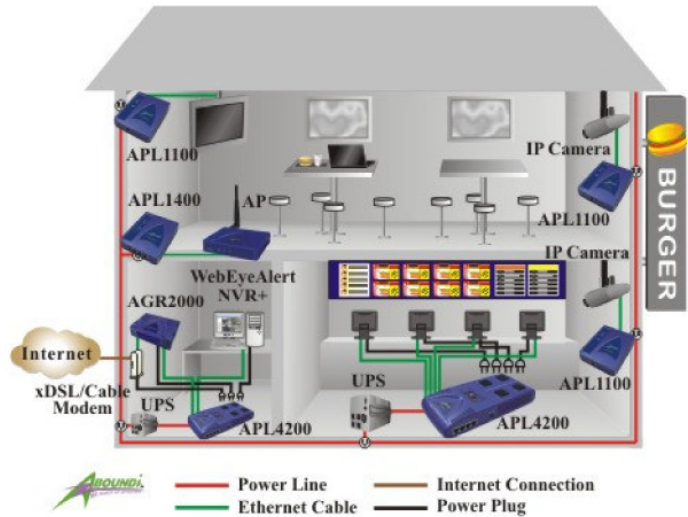 APL1100
IP Camera
APL1400
AP
APL1100
BURGER
WebEyeAlert
NVR+
IP Camera
AGR2000
Internet
xDSL/Cable
Modem
UPS
APL4200
UPS
APL4200
APL1100
ABOUNDI
Power Line
Internet Connection
Ethernet Cable
Power Plug